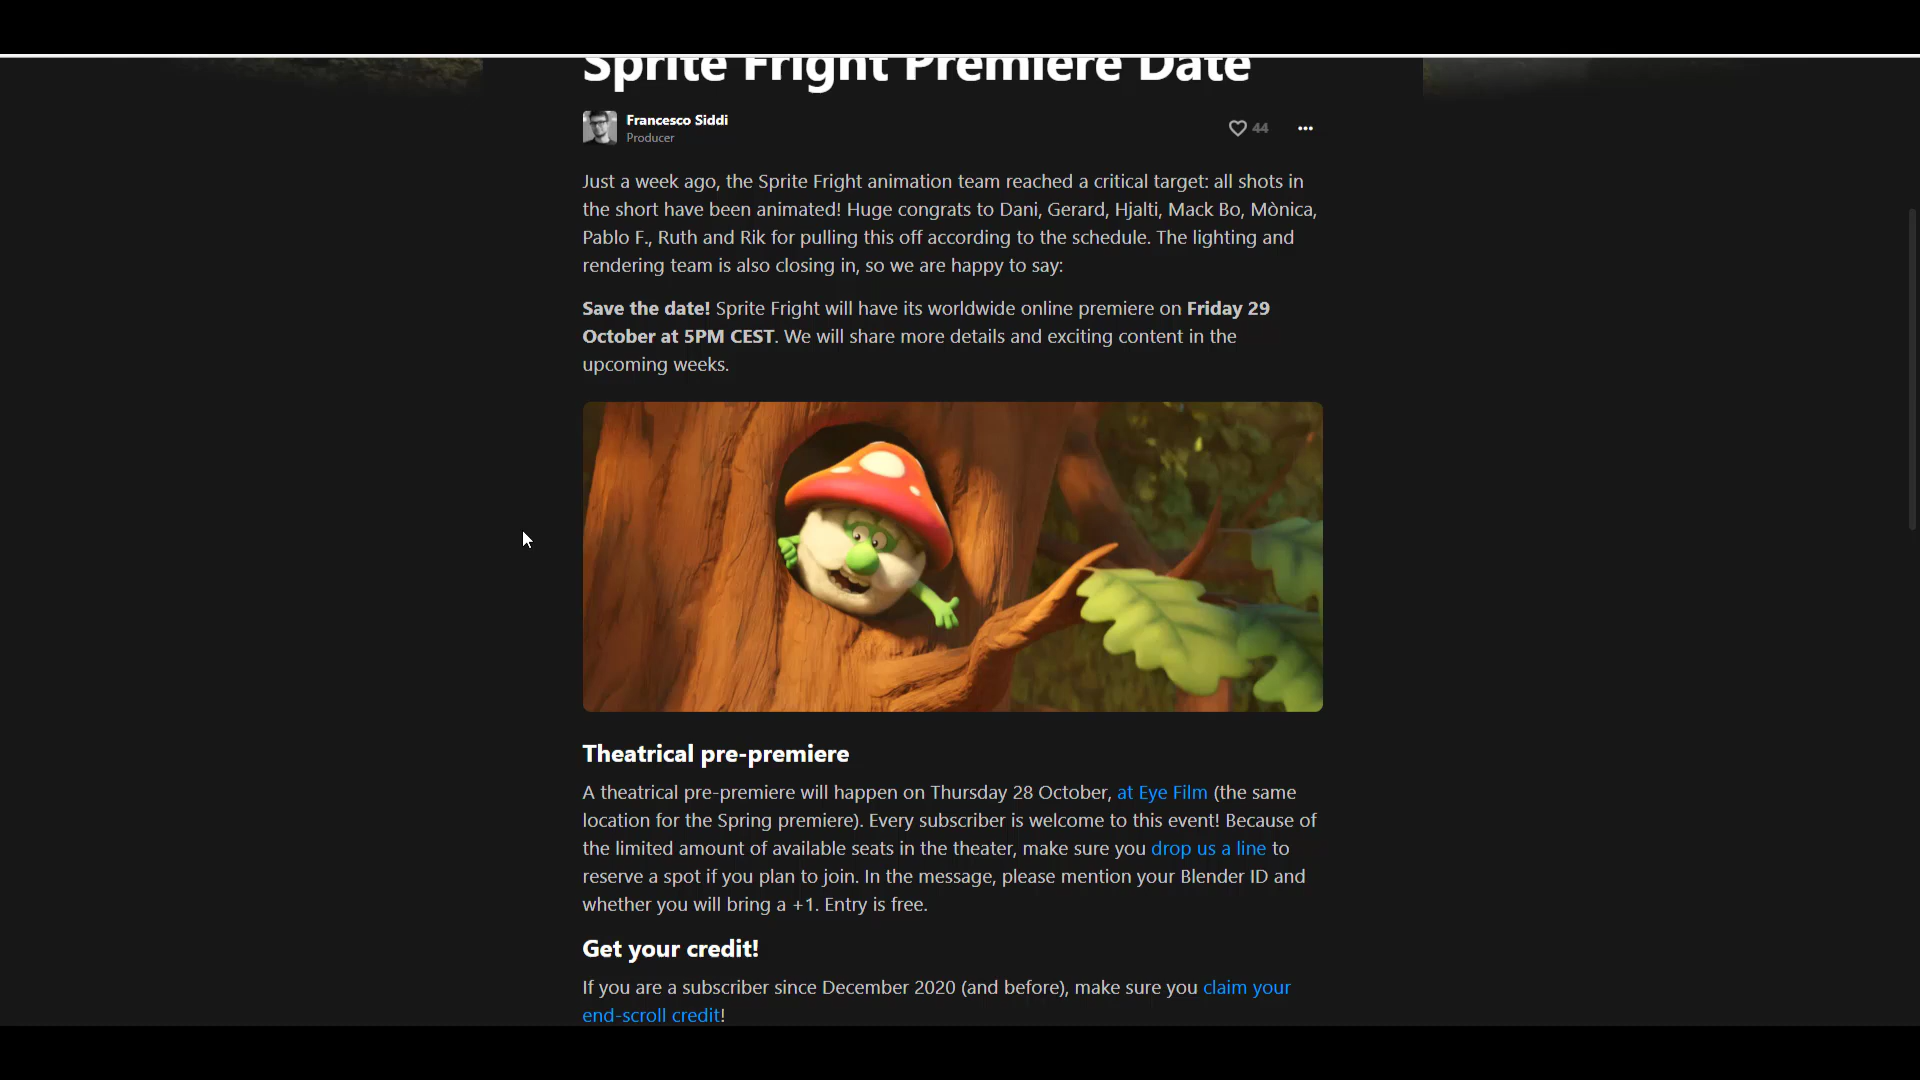 Sprite Fright Premiere Date
Francesco Siddi
Producer
44
Just a week ago, the Sprite Fright animation team reached a critical target: all shots in
the short have been animated! Huge congrats to Dani, Gerard, Hjalti, Mack Bo, Mònica,
Pablo F., Ruth and Rik for pulling this off according to the schedule. The lighting and
rendering team is also closing in, so we are happy to say:
Save the date! Sprite Fright will have its worldwide online premiere on Friday 29
October at 5PM CEST. We will share more details and exciting content in the
upcoming weeks.
Theatrical pre-premiere
A theatrical pre-premiere will happen on Thursday 28 October, at Eye Film (the same
location for the Spring premiere). Every subscriber is welcome to this event! Because of
the limited amount of available seats in the theater, make sure you drop us a line to
reserve a spot if you plan to join. In the message, please mention your Blender ID and
whether you will bring a +1. Entry is free.
Get your credit!
If you are a subscriber since December 2020 (and before), make sure you claim your
end-scroll credit!